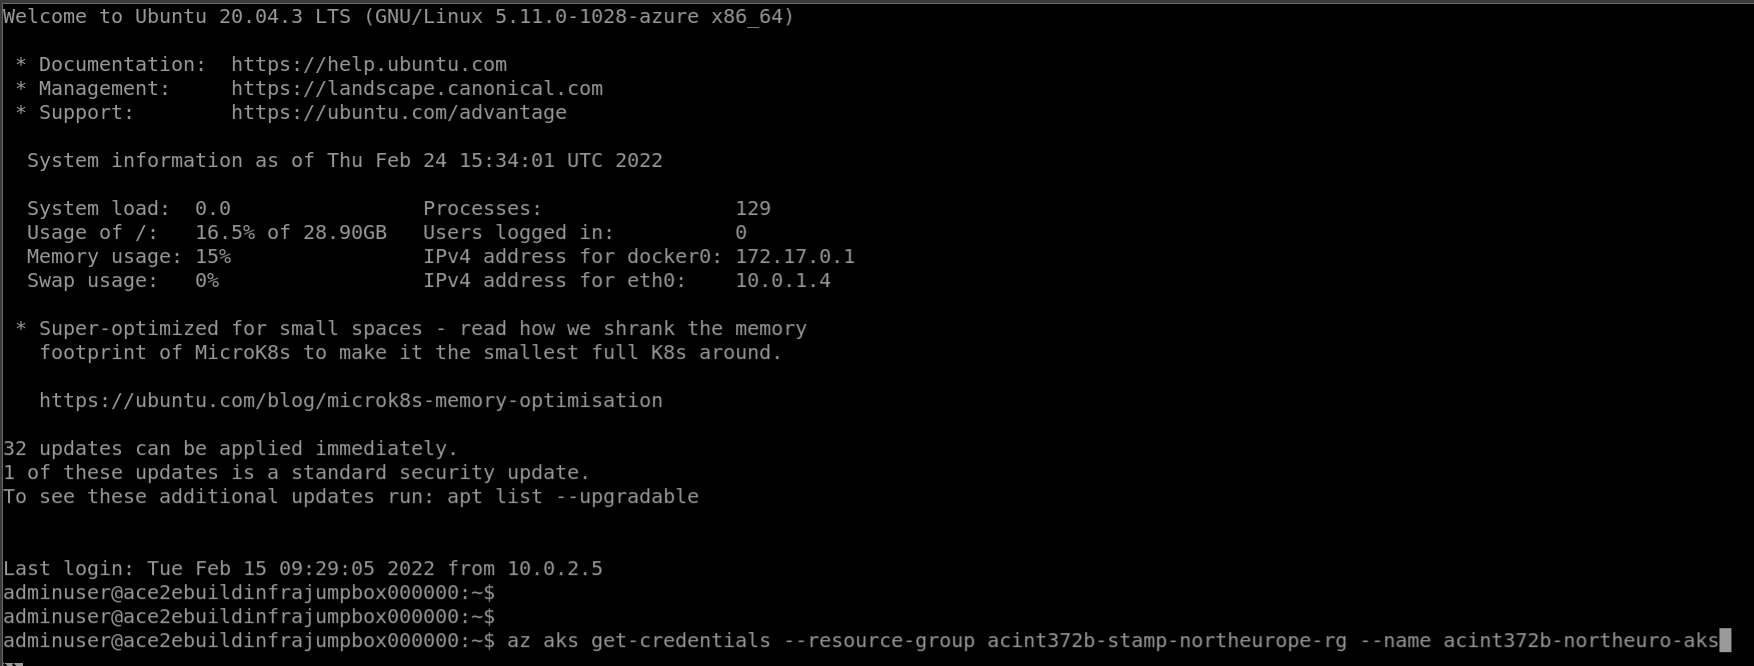 Welcome to Ubuntu 20.04.3 LTS (GNU/Linux 5.11.0-1028-azure x86_64)
* Documentation: https://help.ubuntu.com
* Management: https://landscape.canonical.com
* Support: https://ubuntu.com/advantage
System information as of Thu Feb 24 15:34:01 UTC 2022
System load: 0.0 Processes: 129
Usage of /: 16.5% of 28.90GB Users logged in: 0
Memory usage: 15% IPv4 address for docker0: 172.17.0.1
Swap usage: 0% IPv4 address for eth0: 10.0.1.4
* Super-optimized for small spaces - read how we shrank the memory
footprint of MicroK8s to make it the smallest full K8s around.
https://ubuntu.com/blog/microk8s-memory-optimisation
32 updates can be applied immediately.
1 of these updates is a standard security update.
To see these additional updates run: apt list --upgradable
Last login: Tue Feb 15 09:29:05 2022 from 10.0.2.5
adminuser@ace2ebuildinfrajumpbox000000:~$
adminuser@ace2ebuildinfrajumpbox000000:~$
adminuser@ace2ebuildinfrajumpbox000000:~$ az aks get-credentials --resource-group acint372b-stamp-northeurope-rg --name acint372b-northeuro-aks